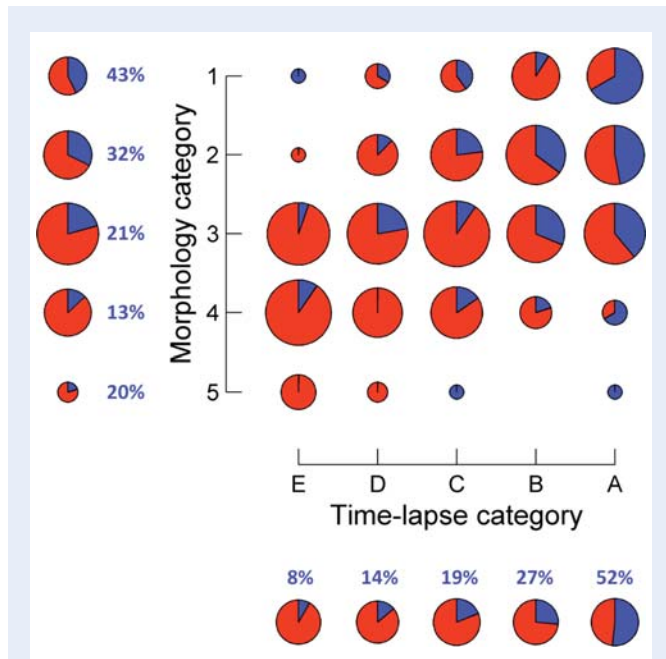 43%
1
32%
2
21%
3
13%
4
20%
5
Morphology category
E D C B A
Time-lapse category
8% 14% 19% 27% 52%